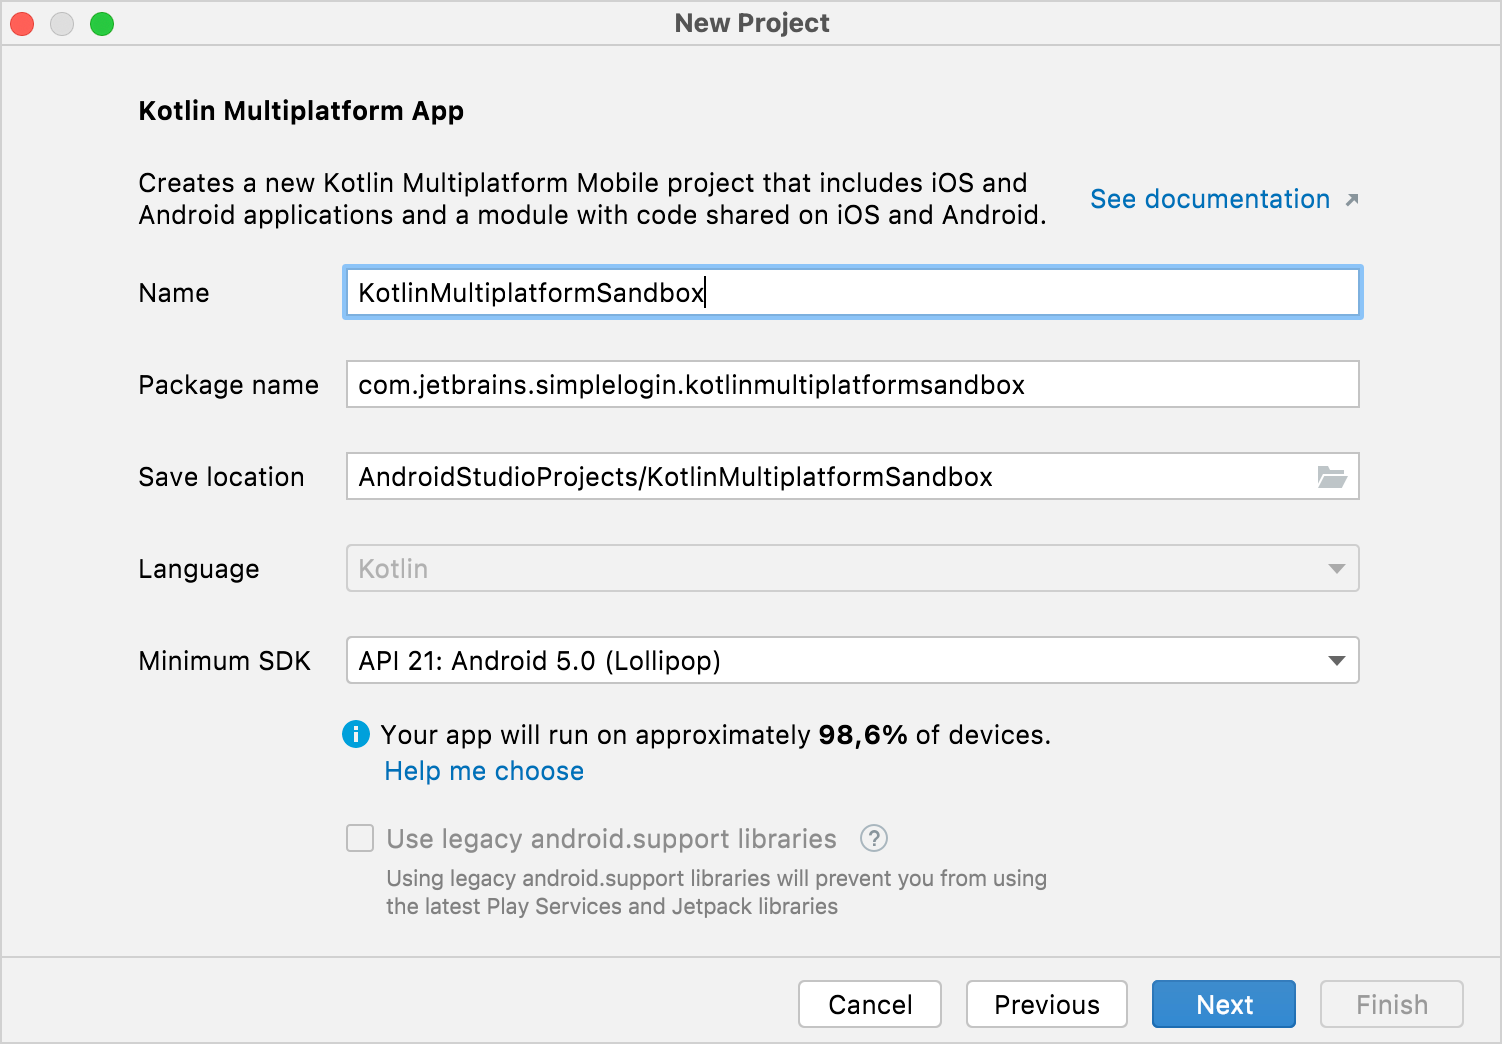 New Project
Kotlin Multiplatform App
Creates a new Kotlin Multiplatform Mobile project that includes iOS and
Android applications and a module with code shared on iOS and Android.
See documentation
Name
KotlinMultiplatformSandbox
Package name
com.jetbrains.simplelogin.kotlinmultiplatformsandbox
Save location
AndroidStudioProjects/KotlinMultiplatformSandbox
Language
Kotlin
Minimum SDK
API 21: Android 5.0 (Lollipop)
Your app will run on approximately 98,6% of devices.
Help me choose
Use legacy android.support libraries ?
Using legacy android.support libraries will prevent you from using
the latest Play Services and Jetpack libraries
Cancel
Previous
Next
Finish